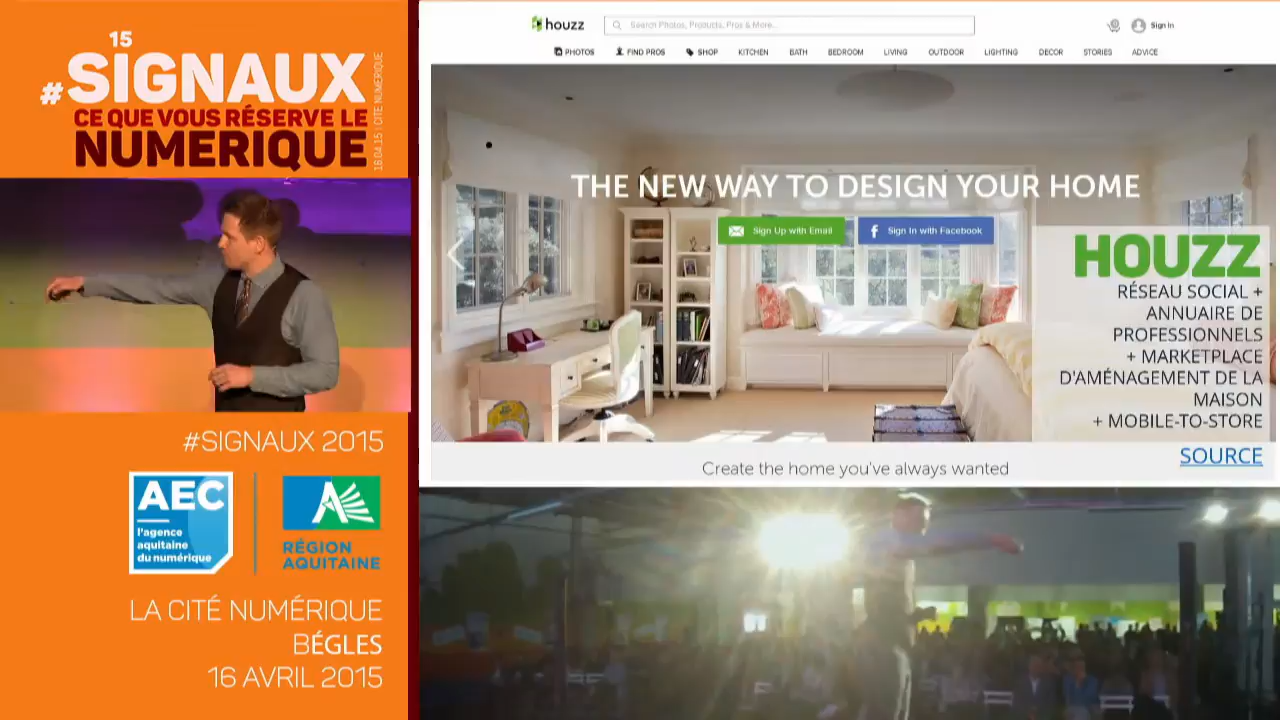 15
#SIGNAUX
CE QUE VOUS RÉSERVE LE
NUMERIQUE
16.04.15 | CITÉ NUMERIQUE
#SIGNAUX 2015
AEC
l'agence
aquitaine
du numérique
RÉGION
AQUITAINE
LA CITÉ NUMÉRIQUE
BÉGLES
16 AVRIL 2015
houzz
Search Photos, Products, Pros & More...
Sign In
PHOTOS FIND PROS SHOP KITCHEN BATH BEDROOM LIVING OUTDOOR LIGHTING DECOR STORIES ADVICE
THE NEW WAY TO DESIGN YOUR HOME
Sign Up with Email
Sign In with Facebook
HOUZZ
RÉSEAU SOCIAL +
ANNUAIRE DE
PROFESSIONNELS
+ MARKETPLACE
D'AMÉNAGEMENT DE LA
MAISON
+ MOBILE-TO-STORE
SOURCE
Create the home you've always wanted